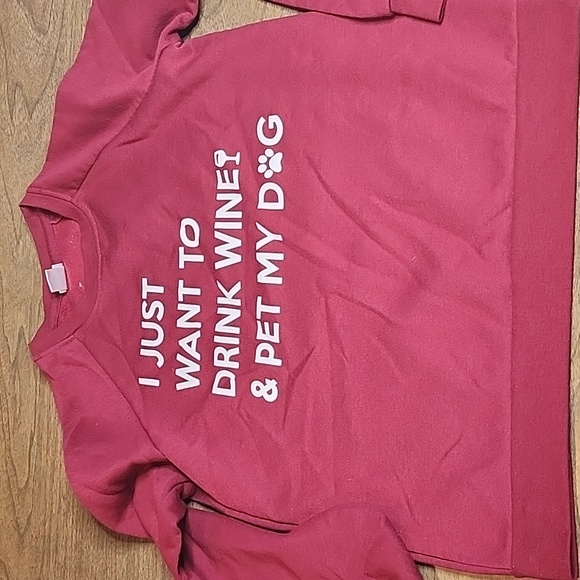 I JUST
WANT TO
DRINK WINE
& PET MY DOG